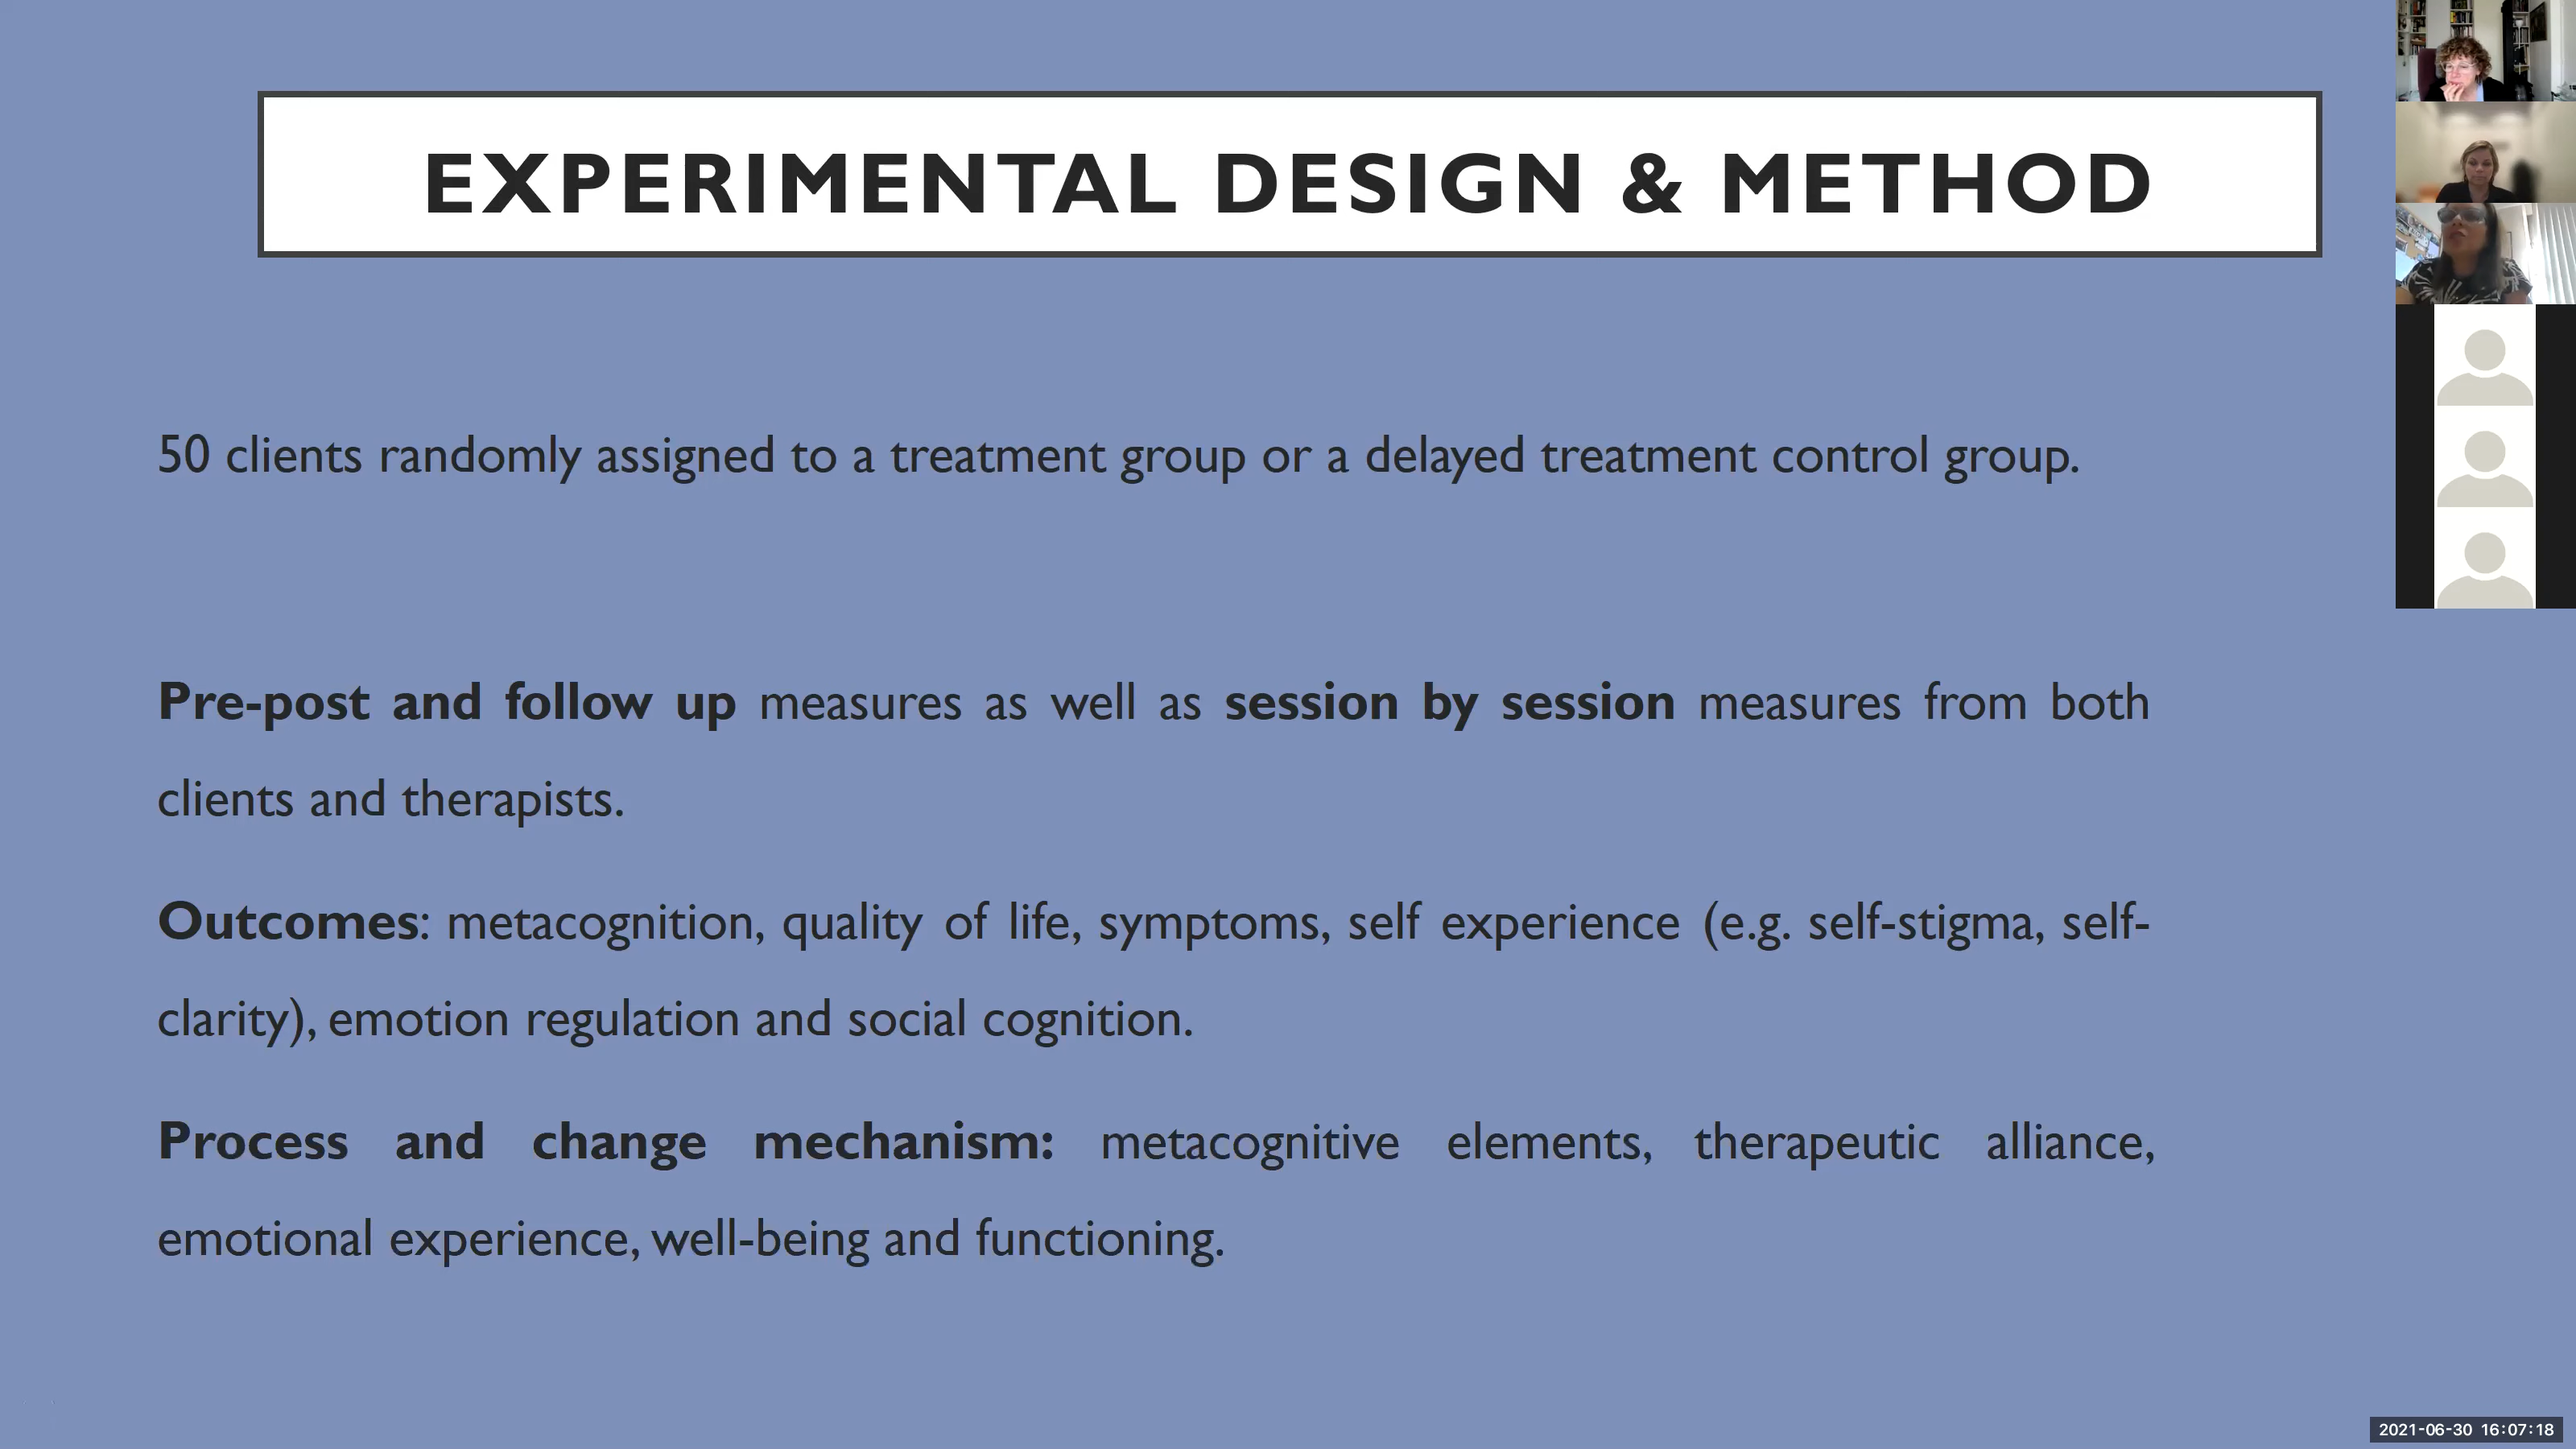 EXPERIMENTAL DESIGN & METHOD
50 clients randomly assigned to a treatment group or a delayed treatment control group.
Pre-post and follow up measures as well as session by session measures from both
clients and therapists.
Outcomes: metacognition, quality of life, symptoms, self experience (e.g. self-stigma, self-
clarity), emotion regulation and social cognition.
Process and change mechanism: metacognitive elements, therapeutic alliance,
emotional experience, well-being and functioning.
2021-06-30 16:07:18